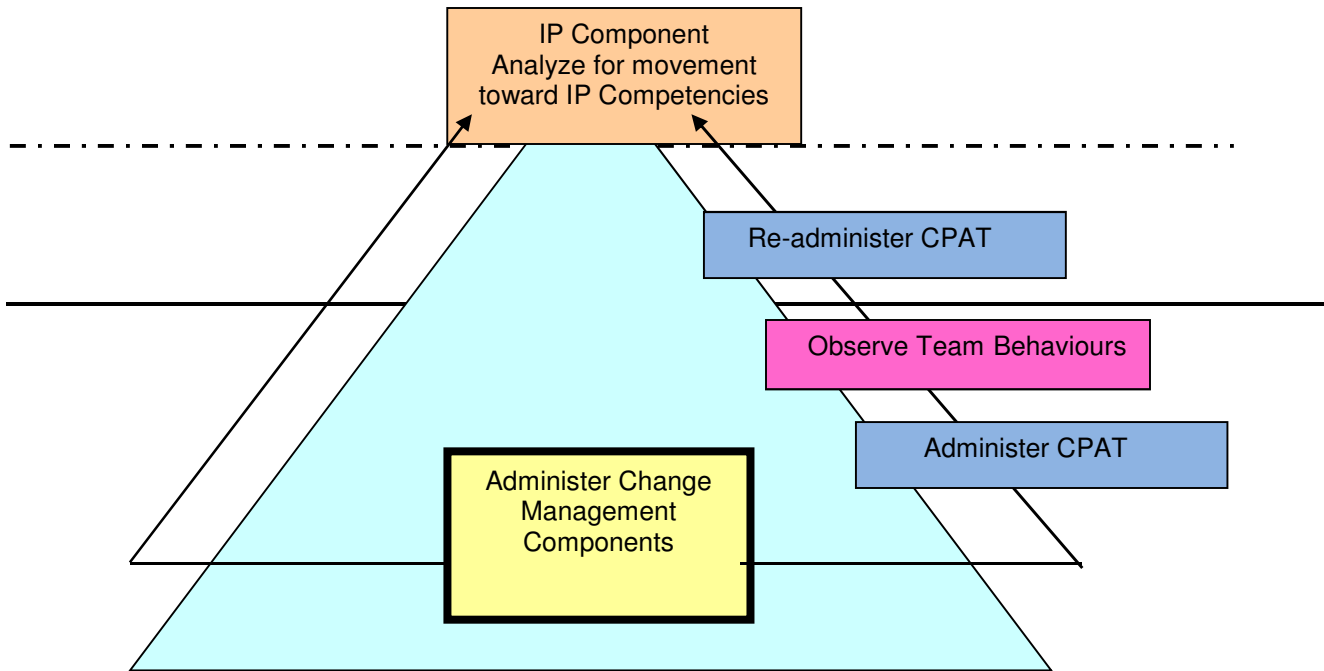 IP Component
Analyze for movement
toward IP Competencies
Re-administer CPAT
Observe Team Behaviours
Administer CPAT
Administer Change
Management
Components